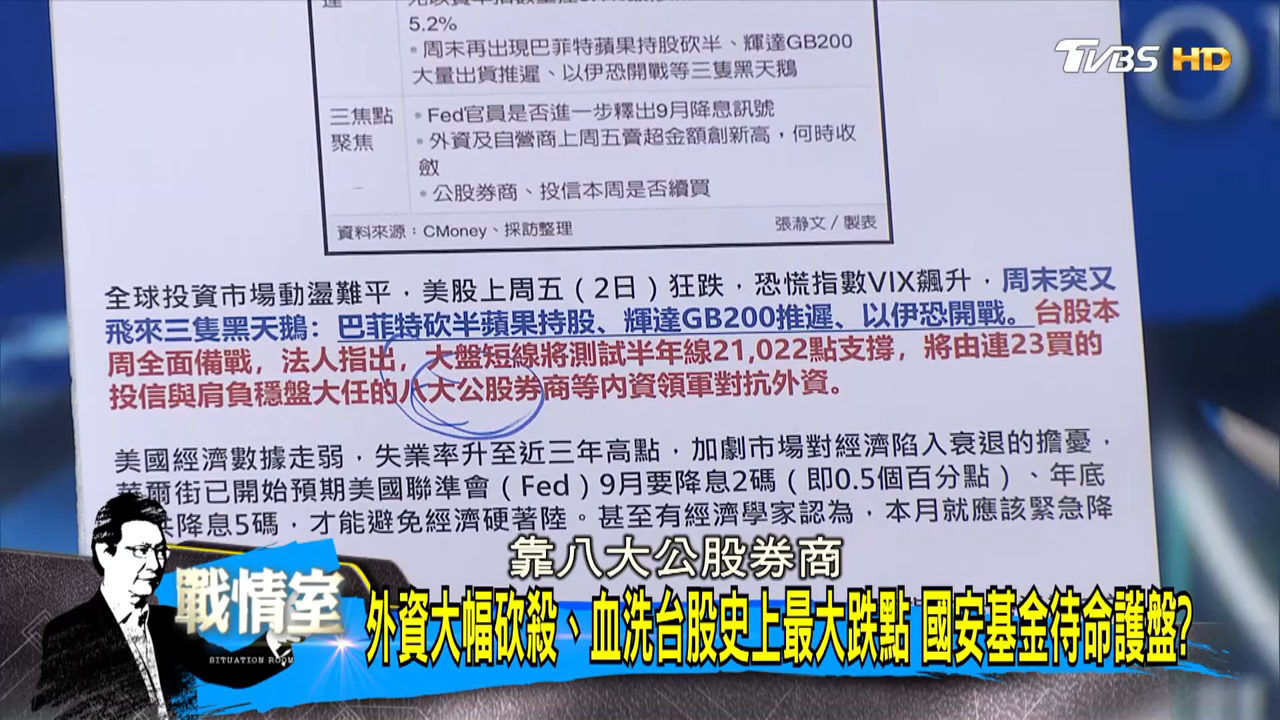 5.2%
•周末再出現巴菲特蘋果持股砍半、輝達GB200
大量出貨推遲、以伊恐開戰等三隻黑天鵝
TVBS HD
三焦點
聚焦
•Fed官員是否進一步釋出9月降息訊號
•外資及自營商上周五賣超金額創新高，何時收
斂
•公股券商、投信本周是否續買
資料來源：CMoney、採訪整理
張瀞文／製表
全球投資市場動盪難平，美股上周五（2日）狂跌，恐慌指數VIX飆升，周末突又
飛來三隻黑天鵝：巴菲特砍半蘋果持股、輝達GB200推遲、以伊恐開戰。台股本
周全面備戰，法人指出，大盤短線將測試半年線21,022點支撐，將由連23買的
投信與肩負穩盤大任的八大公股券商等內資領軍對抗外資。
美國經濟數據走弱，失業率升至近三年高點，加劇市場對經濟陷入衰退的擔憂，
爾街已開始預期美國聯準會（Fed）9月要降息2碼（即0.5個百分點）、年底
降息5碼，才能避免經濟硬著陸。甚至有經濟學家認為，本月就應該緊急降
靠八大公股券商
戰情室
SITUATION ROOM
外資大幅砍殺、血洗台股史上最大跌點 國安基金待命護盤?